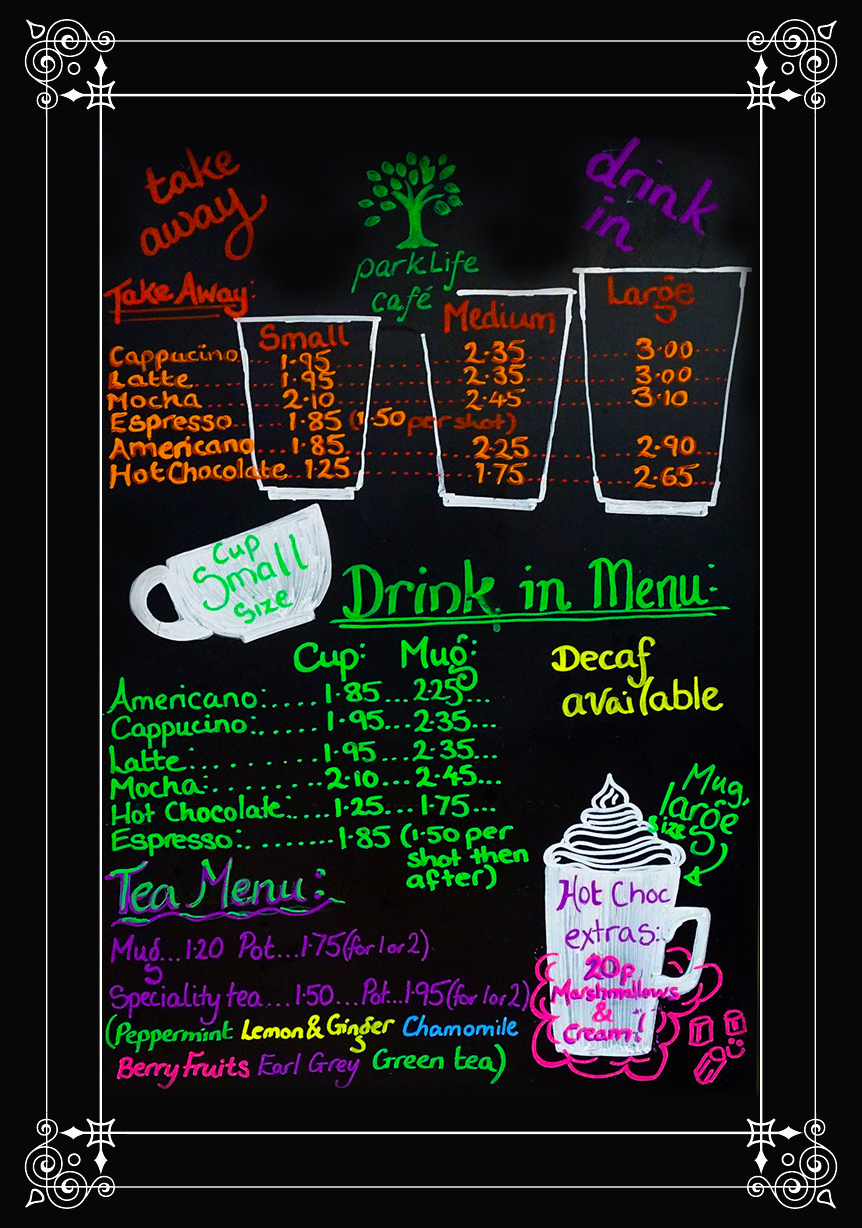 take
away
parkLife
café
drink
in
Take Away:
Small Medium Large
Cappucino 1·95 2·35 3·00
Latte 1·95 2·35 3·00
Mocha 2·10 2·45 3·10
Espresso 1·85 (1·50 per shot)
Americano 1·85 2·25 2·90
Hot Chocolate 1·25 1·75 2·65
Cup
Small
size
Drink in Menu:
Cup: Mug:
Americano:.....1·85...2·25...
Cappucino:.....1·95...2·35...
Latte:........1·95...2·35...
Mocha:........2·10...2·45...
Hot Chocolate:....1·25...1·75...
Espresso:........1·85 (1·50 per
shot then
after)
Decaf
available
Mug,
large
size
Hot Choc
extras:
20p
Marshmallows
&
Cream!
Tea Menu:
Mug...1·20 Pot...1·75 (for 1 or 2)
Speciality tea...1·50...Pot...1·95 (for 1 or 2)
(Peppermint Lemon & Ginger Chamomile
Berry Fruits Earl Grey Green tea)